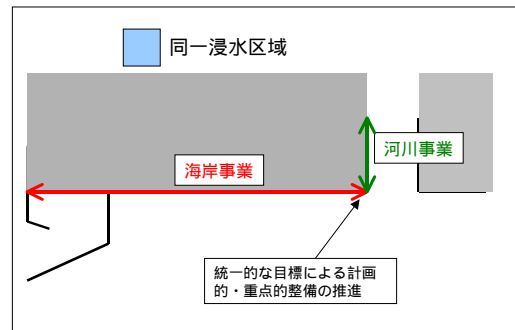 同一浸水区域
河川事業
海岸事業
統一的な目標による計画
的・重点的整備の推進